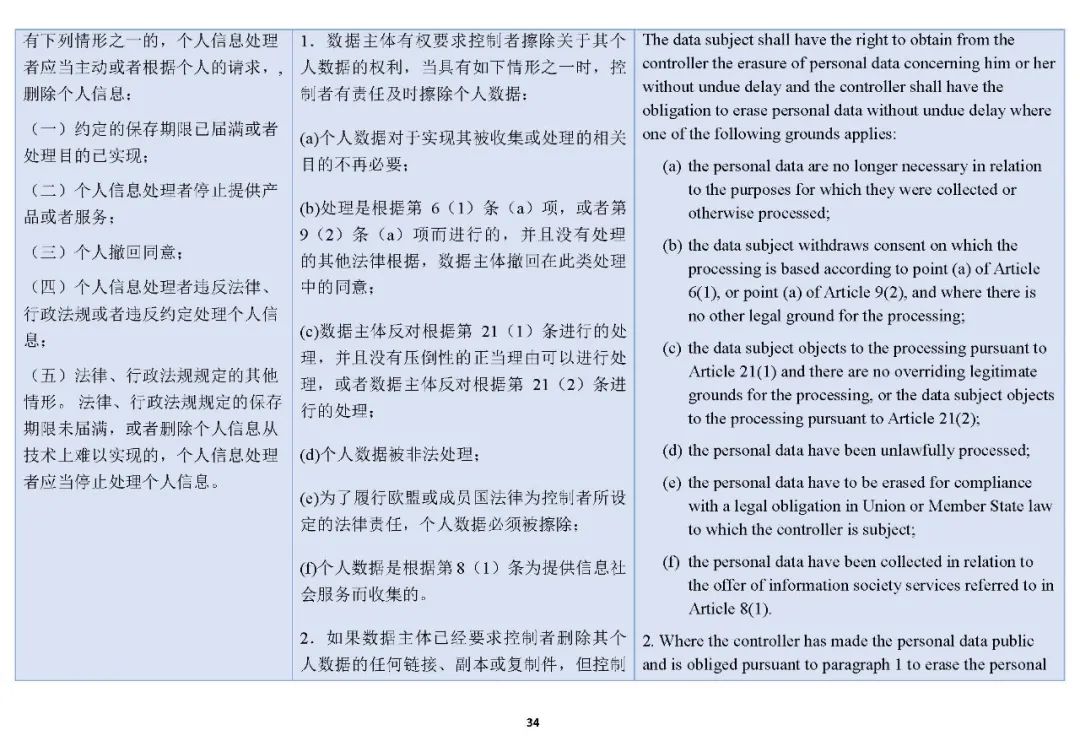 有下列情形之一的，个人信息处理
者应当主动或者根据个人的请求，,
删除个人信息：
（一）约定的保存期限已届满或者
处理目的已实现；
（二）个人信息处理者停止提供产
品或者服务；
（三）个人撤回同意；
（四）个人信息处理者违反法律、
行政法规或者违反约定处理个人信
息；
（五）法律、行政法规规定的其他
情形。 法律、行政法规规定的保存
期限未届满，或者删除个人信息从
技术上难以实现的，个人信息处理
者应当停止处理个人信息。
1．数据主体有权要求控制者擦除关于其个
人数据的权利，当具有如下情形之一时，控
制者有责任及时擦除个人数据：
(a)个人数据对于实现其被收集或处理的相关
目的不再必要；
(b)处理是根据第 6（1）条（a）项，或者第
9（2）条（a）项而进行的，并且没有处理
的其他法律根据，数据主体撤回在此类处理
中的同意；
(c)数据主体反对根据第 21（1）条进行的处
理，并且没有压倒性的正当理由可以进行处
理，或者数据主体反对根据第 21（2）条进
行的处理；
(d)个人数据被非法处理；
(e)为了履行欧盟或成员国法律为控制者所设
定的法律责任，个人数据必须被擦除；
(f)个人数据是根据第 8（1）条为提供信息社
会服务而收集的。
2．如果数据主体已经要求控制者删除其个
人数据的任何链接、副本或复制件，但控制
The data subject shall have the right to obtain from the
controller the erasure of personal data concerning him or her
without undue delay and the controller shall have the
obligation to erase personal data without undue delay where
one of the following grounds applies:
(a) the personal data are no longer necessary in relation
to the purposes for which they were collected or
otherwise processed;
(b) the data subject withdraws consent on which the
processing is based according to point (a) of Article
6(1), or point (a) of Article 9(2), and where there is
no other legal ground for the processing;
(c) the data subject objects to the processing pursuant to
Article 21(1) and there are no overriding legitimate
grounds for the processing, or the data subject objects
to the processing pursuant to Article 21(2);
(d) the personal data have been unlawfully processed;
(e) the personal data have to be erased for compliance
with a legal obligation in Union or Member State law
to which the controller is subject;
(f) the personal data have been collected in relation to
the offer of information society services referred to in
Article 8(1).
2. Where the controller has made the personal data public
and is obliged pursuant to paragraph 1 to erase the personal
34